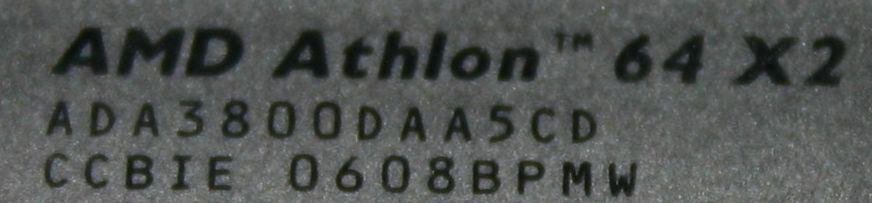 AMD Athlon™ 64 X2
ADA3800DAA5CD
CCBIE 0608BPMW